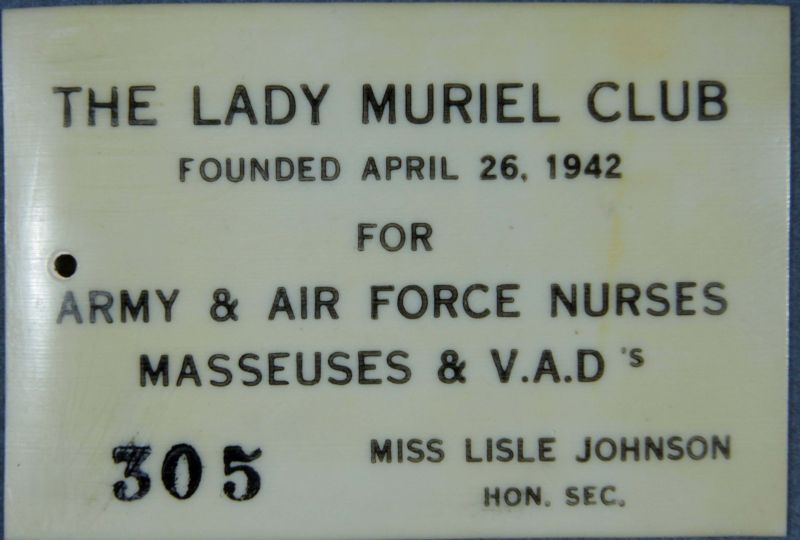 THE LADY MURIEL CLUB
FOUNDED APRIL 26, 1942
FOR
ARMY & AIR FORCE NURSES
MASSEUSES & V.A.D's
305
MISS LISLE JOHNSON
HON. SEC.